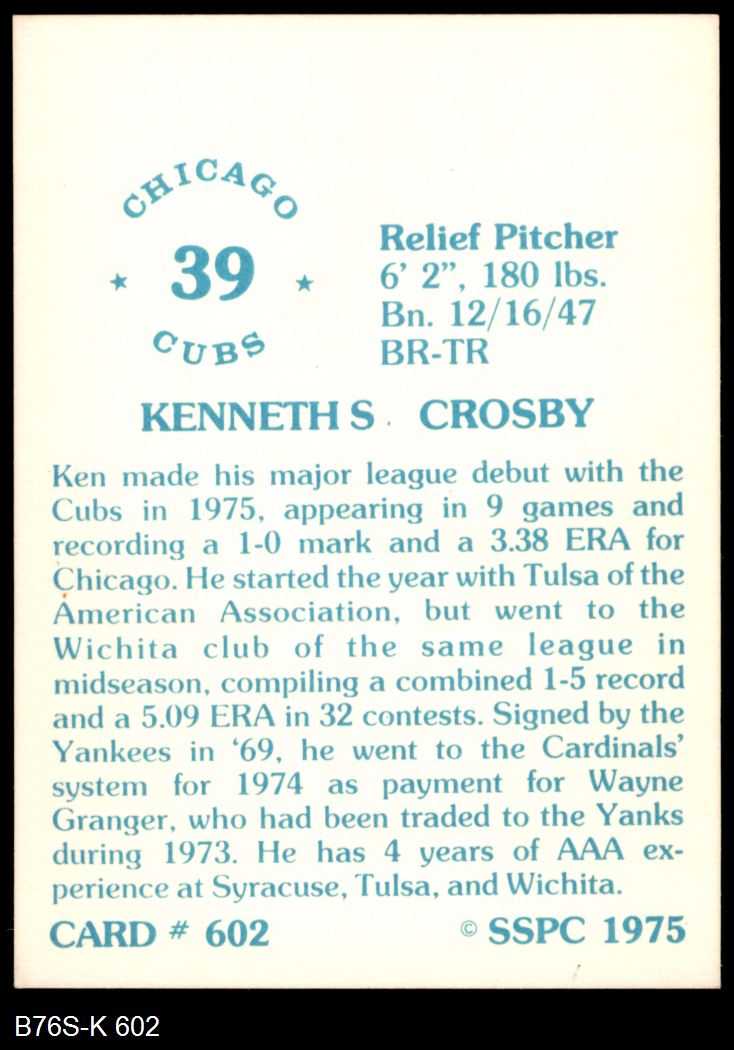 CHICAGO
39
CUBS
Relief Pitcher
6' 2", 180 lbs.
Bn. 12/16/47
BR-TR
KENNETH S. CROSBY
Ken made his major league debut with the
Cubs in 1975, appearing in 9 games and
recording a 1-0 mark and a 3.38 ERA for
Chicago. He started the year with Tulsa of the
American Association, but went to the
Wichita club of the same league in
midseason, compiling a combined 1-5 record
and a 5.09 ERA in 32 contests. Signed by the
Yankees in '69, he went to the Cardinals'
system for 1974 as payment for Wayne
Granger, who had been traded to the Yanks
during 1973. He has 4 years of AAA ex-
perience at Syracuse, Tulsa, and Wichita.
CARD # 602 © SSPC 1975
B76S-K 602